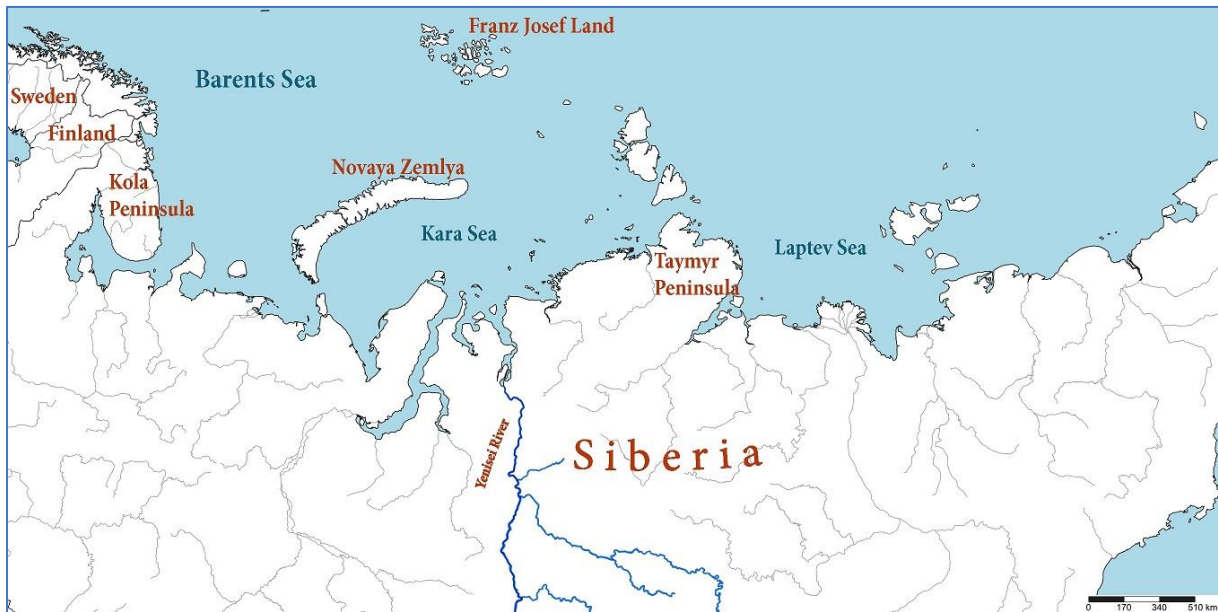 Franz Josef Land
Barents Sea
Sweden
Finland
Novaya Zemlya
Kola
Peninsula
Kara Sea
Laptev Sea
Taymyr
Peninsula
Yenisei River
Siberia
0 170 340 510 km